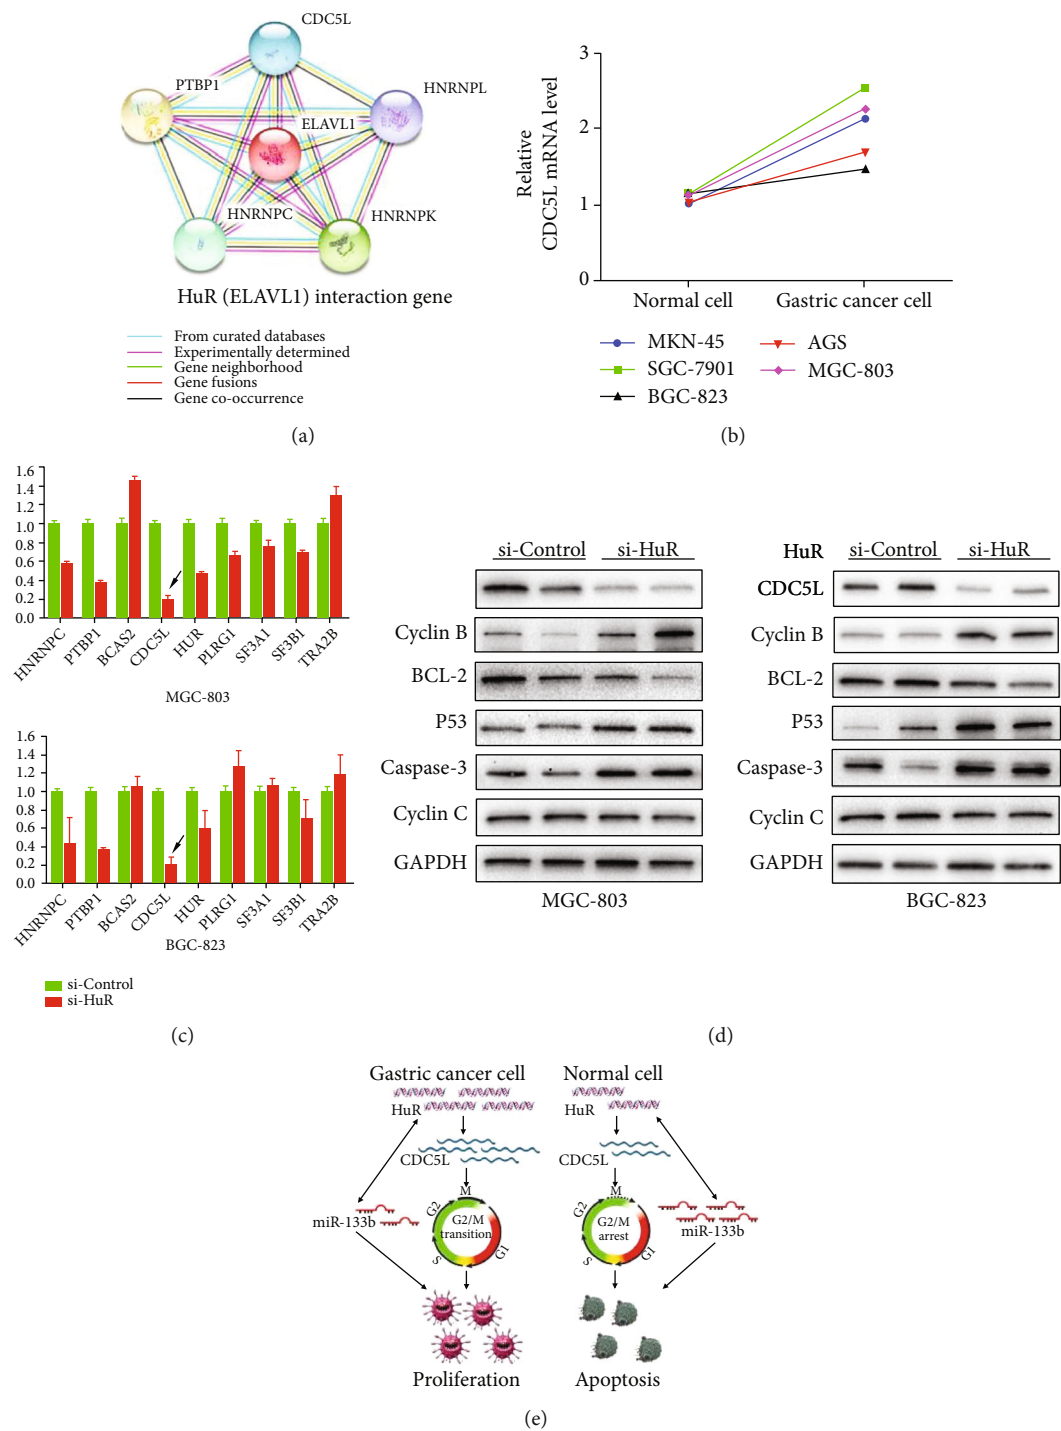 CDC5L
PTBP1
HNRNPL
ELAVL1
HNRNPC
HNRNPK
HuR (ELAVL1) interaction gene
From curated databases
Experimentally determined
Gene neighborhood
Gene fusions
Gene co-occurrence
(a)
Relative
CDC5L mRNA level
3
2
1
0
Normal cell
Gastric cancer cell
MKN-45
AGS
SGC-7901
MGC-803
BGC-823
(b)
1.6
1.4
1.2
1.0
0.8
0.6
0.4
0.2
0.0
HNRNPC
PTBP1
BCAS2
CDC5L
HUR
PLRG1
SF3A1
SF3B1
TRA2B
MGC-803
1.6
1.4
1.2
1.0
0.8
0.6
0.4
0.2
0.0
HNRNPC
PTBP1
BCAS2
CDC5L
HUR
PLRG1
SF3A1
SF3B1
TRA2B
BGC-823
si-Control
si-HuR
(c)
si-Control
si-HuR
Cyclin B
BCL-2
P53
Caspase-3
Cyclin C
GAPDH
MGC-803
HuR
si-Control
si-HuR
CDC5L
Cyclin B
BCL-2
P53
Caspase-3
Cyclin C
GAPDH
BGC-823
(d)
Gastric cancer cell
HuR
CDC5L
miR-133b
M
G2
G1
S
G2/M
transition
Proliferation
Normal cell
HuR
CDC5L
miR-133b
M
G2
G1
S
G2/M
arrest
Apoptosis
(e)